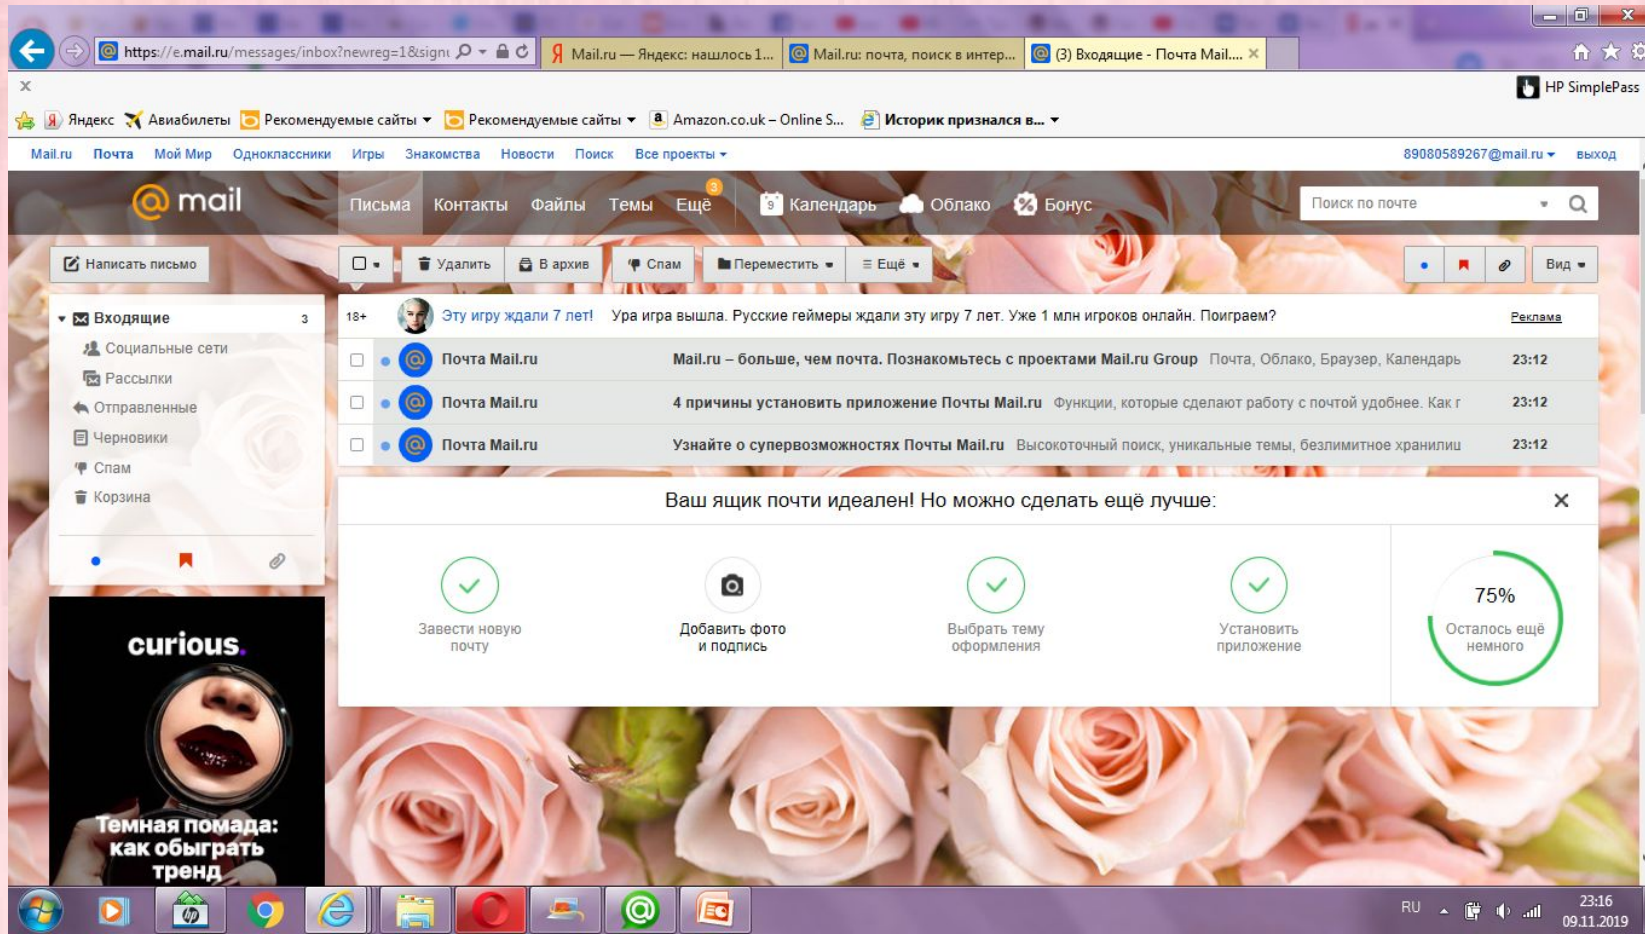 https://e.mail.ru/messages/inbox?newreg=1&signu
Mail.ru — Яндекс: нашлось 1...
Mail.ru: почта, поиск в интер...
(3) Входящие - Почта Mail....
HP SimplePass
Яндекс Авиабилеты Рекомендуемые сайты Рекомендуемые сайты Amazon.co.uk – Online S... Историк признался в...
Mail.ru Почта Мой Мир Одноклассники Игры Знакомства Новости Поиск Все проекты 89080589267@mail.ru выход
@ mail
Письма Контакты Файлы Темы Ещё 3 9 Календарь Облако % Бонус Поиск по почте
Написать письмо Удалить В архив Спам Переместить Ещё Вид
Входящие 3
Социальные сети
Рассылки
Отправленные
Черновики
Спам
Корзина
18+ Эту игру ждали 7 лет! Ура игра вышла. Русские геймеры ждали эту игру 7 лет. Уже 1 млн игроков онлайн. Поиграем? Реклама
Почта Mail.ru Mail.ru – больше, чем почта. Познакомьтесь с проектами Mail.ru Group Почта, Облако, Браузер, Календарь 23:12
Почта Mail.ru 4 причины установить приложение Почты Mail.ru Функции, которые сделают работу с почтой удобнее. Как г 23:12
Почта Mail.ru Узнайте о супервозможностях Почты Mail.ru Высокоточный поиск, уникальные темы, безлимитное хранилищ 23:12
Ваш ящик почти идеален! Но можно сделать ещё лучше:
Завести новую
почту
Добавить фото
и подпись
Выбрать тему
оформления
Установить
приложение
75%
Осталось ещё
немного
curious.
Темная помада:
как обыграть
тренд
hp
RU
23:16
09.11.2019